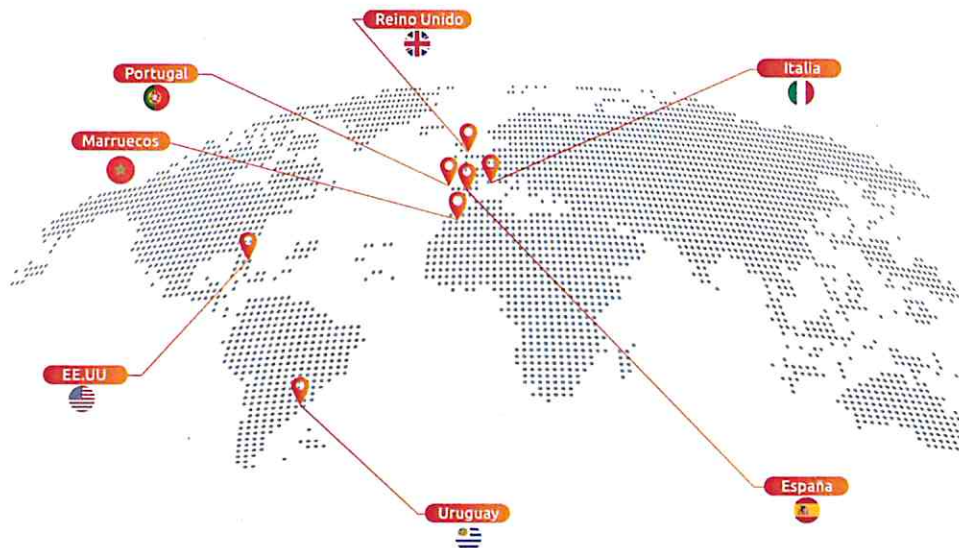 Reino Unido
Portugal
Italia
Marruecos
EE.UU
España
Uruguay